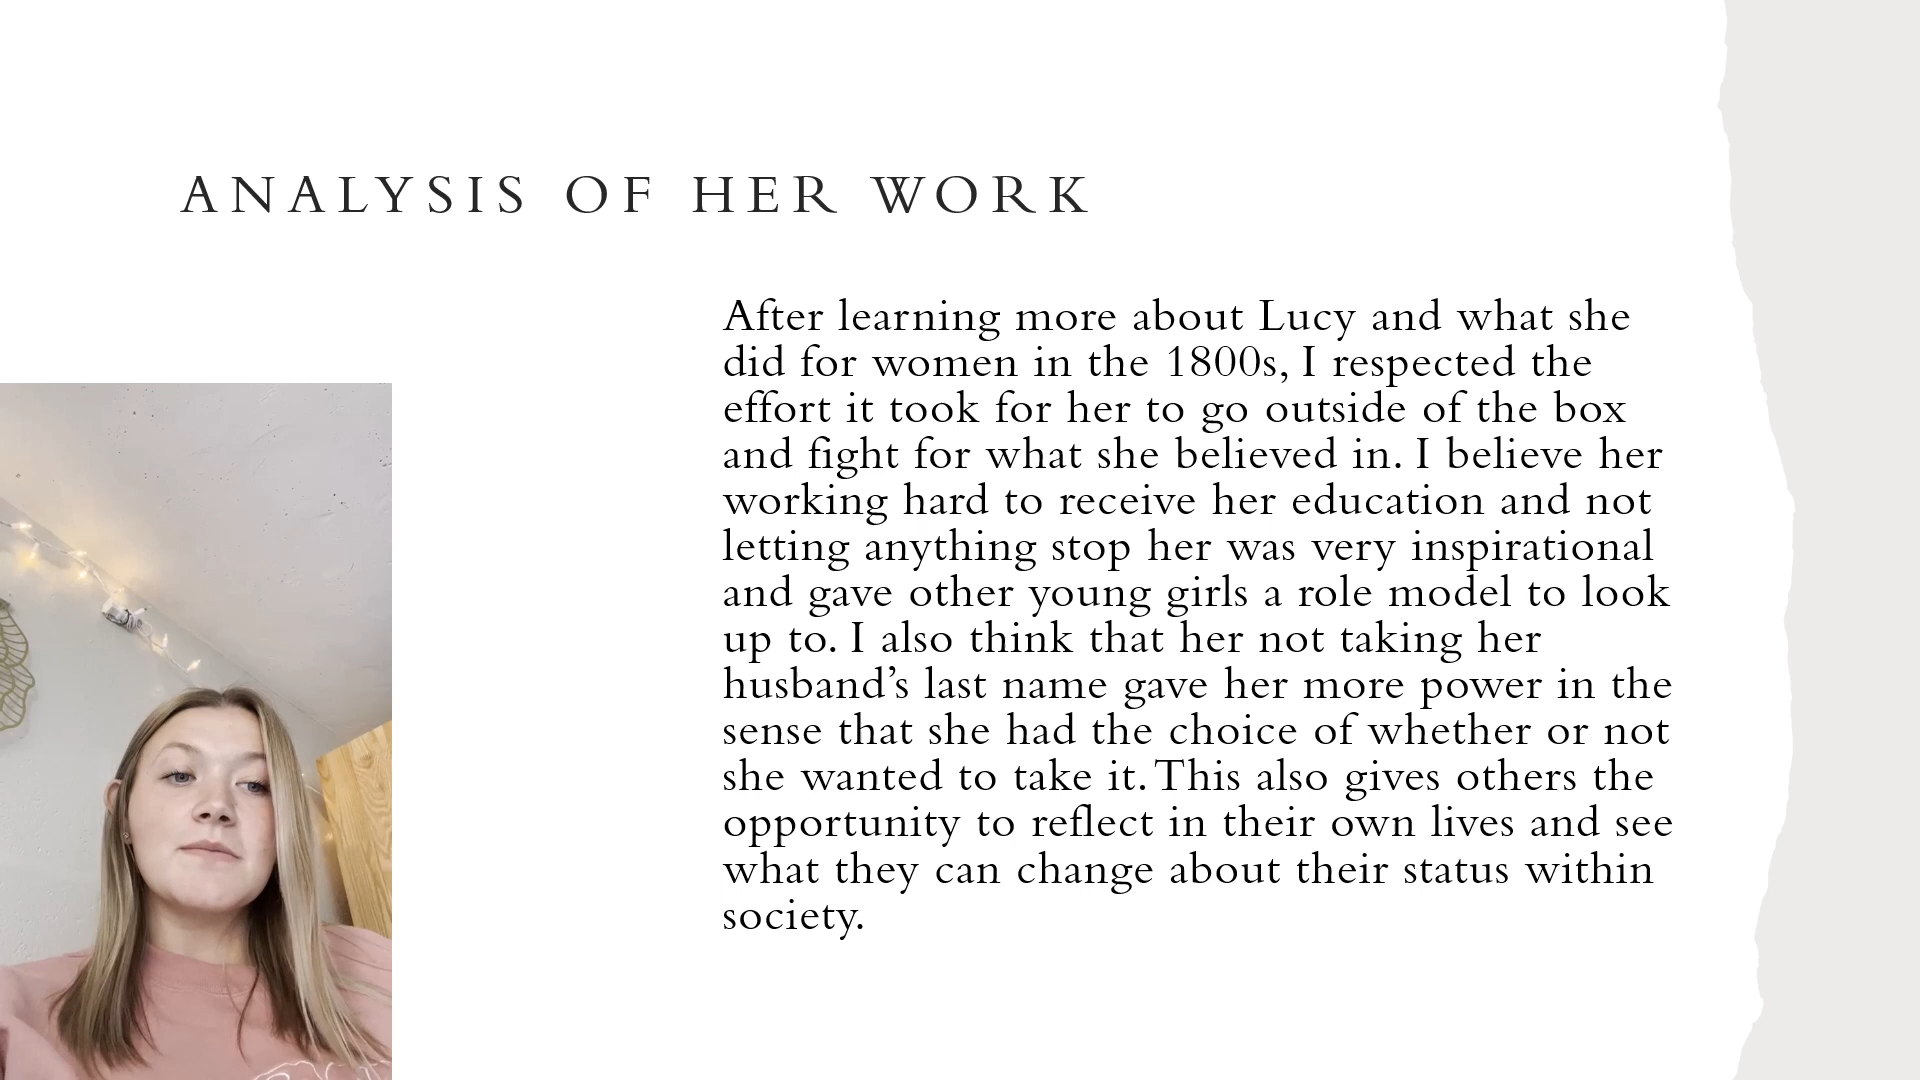 ANALYSIS OF HER WORK
After learning more about Lucy and what she
did for women in the 1800s, I respected the
effort it took for her to go outside of the box
and fight for what she believed in. I believe her
working hard to receive her education and not
letting anything stop her was very inspirational
and gave other young girls a role model to look
up to. I also think that her not taking her
husband’s last name gave her more power in the
sense that she had the choice of whether or not
she wanted to take it. This also gives others the
opportunity to reflect in their own lives and see
what they can change about their status within
society.